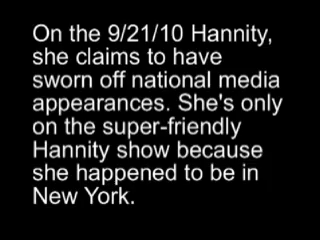 On the 9/21/10 Hannity,
she claims to have
sworn off national media
appearances. She's only
on the super-friendly
Hannity show because
she happened to be in
New York.